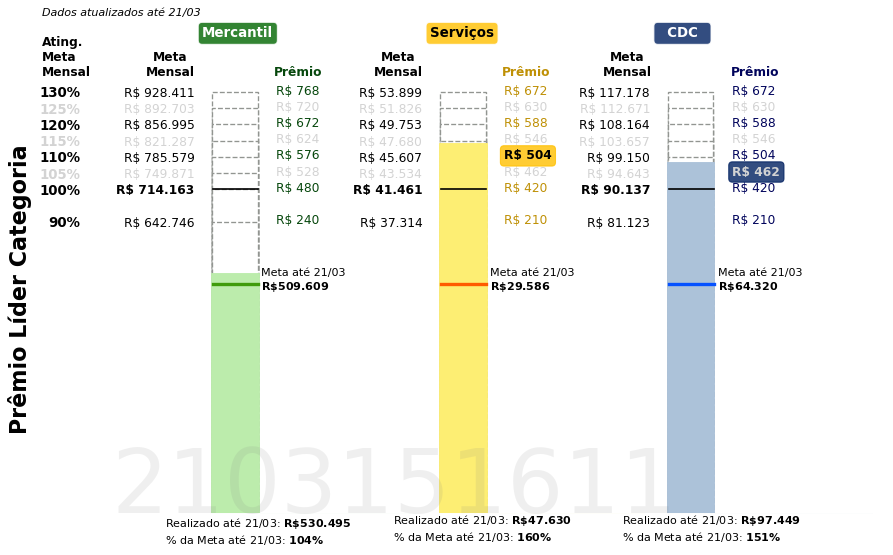 Dados atualizados até 21/03
Mercantil Serviços CDC
Ating.
Meta Meta Meta Meta
Mensal Mensal Prêmio Mensal Prêmio Mensal Prêmio
130% R$ 928.411 R$ 768 R$ 53.899 R$ 672 R$ 117.178 R$ 672
125% R$ 892.703 R$ 720 R$ 51.826 R$ 630 R$ 112.671 R$ 630
120% R$ 856.995 R$ 672 R$ 49.753 R$ 588 R$ 108.164 R$ 588
115% R$ 821.287 R$ 624 R$ 47.680 R$ 546 R$ 103.657 R$ 546
110% R$ 785.579 R$ 576 R$ 45.607 R$ 504 R$ 99.150 R$ 504
105% R$ 749.871 R$ 528 R$ 43.534 R$ 462 R$ 94.643 R$ 462
100% R$ 714.163 R$ 480 R$ 41.461 R$ 420 R$ 90.137 R$ 420
90% R$ 642.746 R$ 240 R$ 37.314 R$ 210 R$ 81.123 R$ 210
Meta até 21/03 Meta até 21/03 Meta até 21/03
R$509.609 R$29.586 R$64.320
Prêmio Líder Categoria
2103151611
Realizado até 21/03: R$530.495 Realizado até 21/03: R$47.630 Realizado até 21/03: R$97.449
% da Meta até 21/03: 104% % da Meta até 21/03: 160% % da Meta até 21/03: 151%